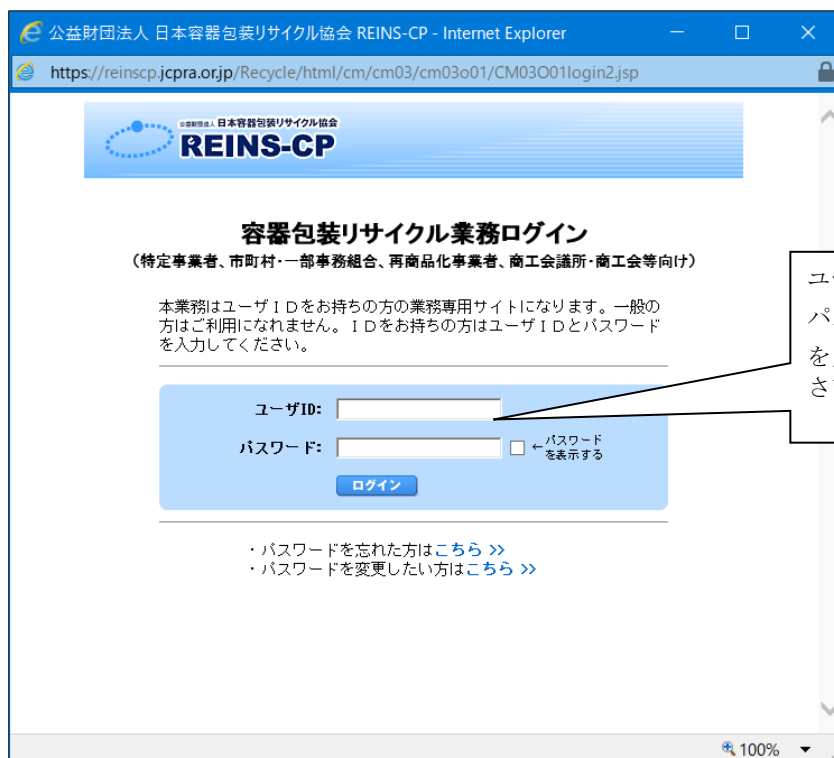 公益財団法人 日本容器包装リサイクル協会 REINS-CP - Internet Explorer
https://reinscp.jcpra.or.jp/Recycle/html/cm/cm03/cm03o01/CM03O01login2.jsp
公益財団法人 日本容器包装リサイクル協会
REINS-CP
容器包装リサイクル業務ログイン
（特定事業者、市町村・一部事務組合、再商品化事業者、商工会議所・商工会等向け）
本業務はユーザＩＤをお持ちの方の業務専用サイトになります。一般の
方はご利用になれません。ＩＤをお持ちの方はユーザＩＤとパスワード
を入力してください。
ユーザID:
パスワード:
←パスワード
を表示する
ログイン
・パスワードを忘れた方はこちら >>
・パスワードを変更したい方はこちら >>
を
さ
100%